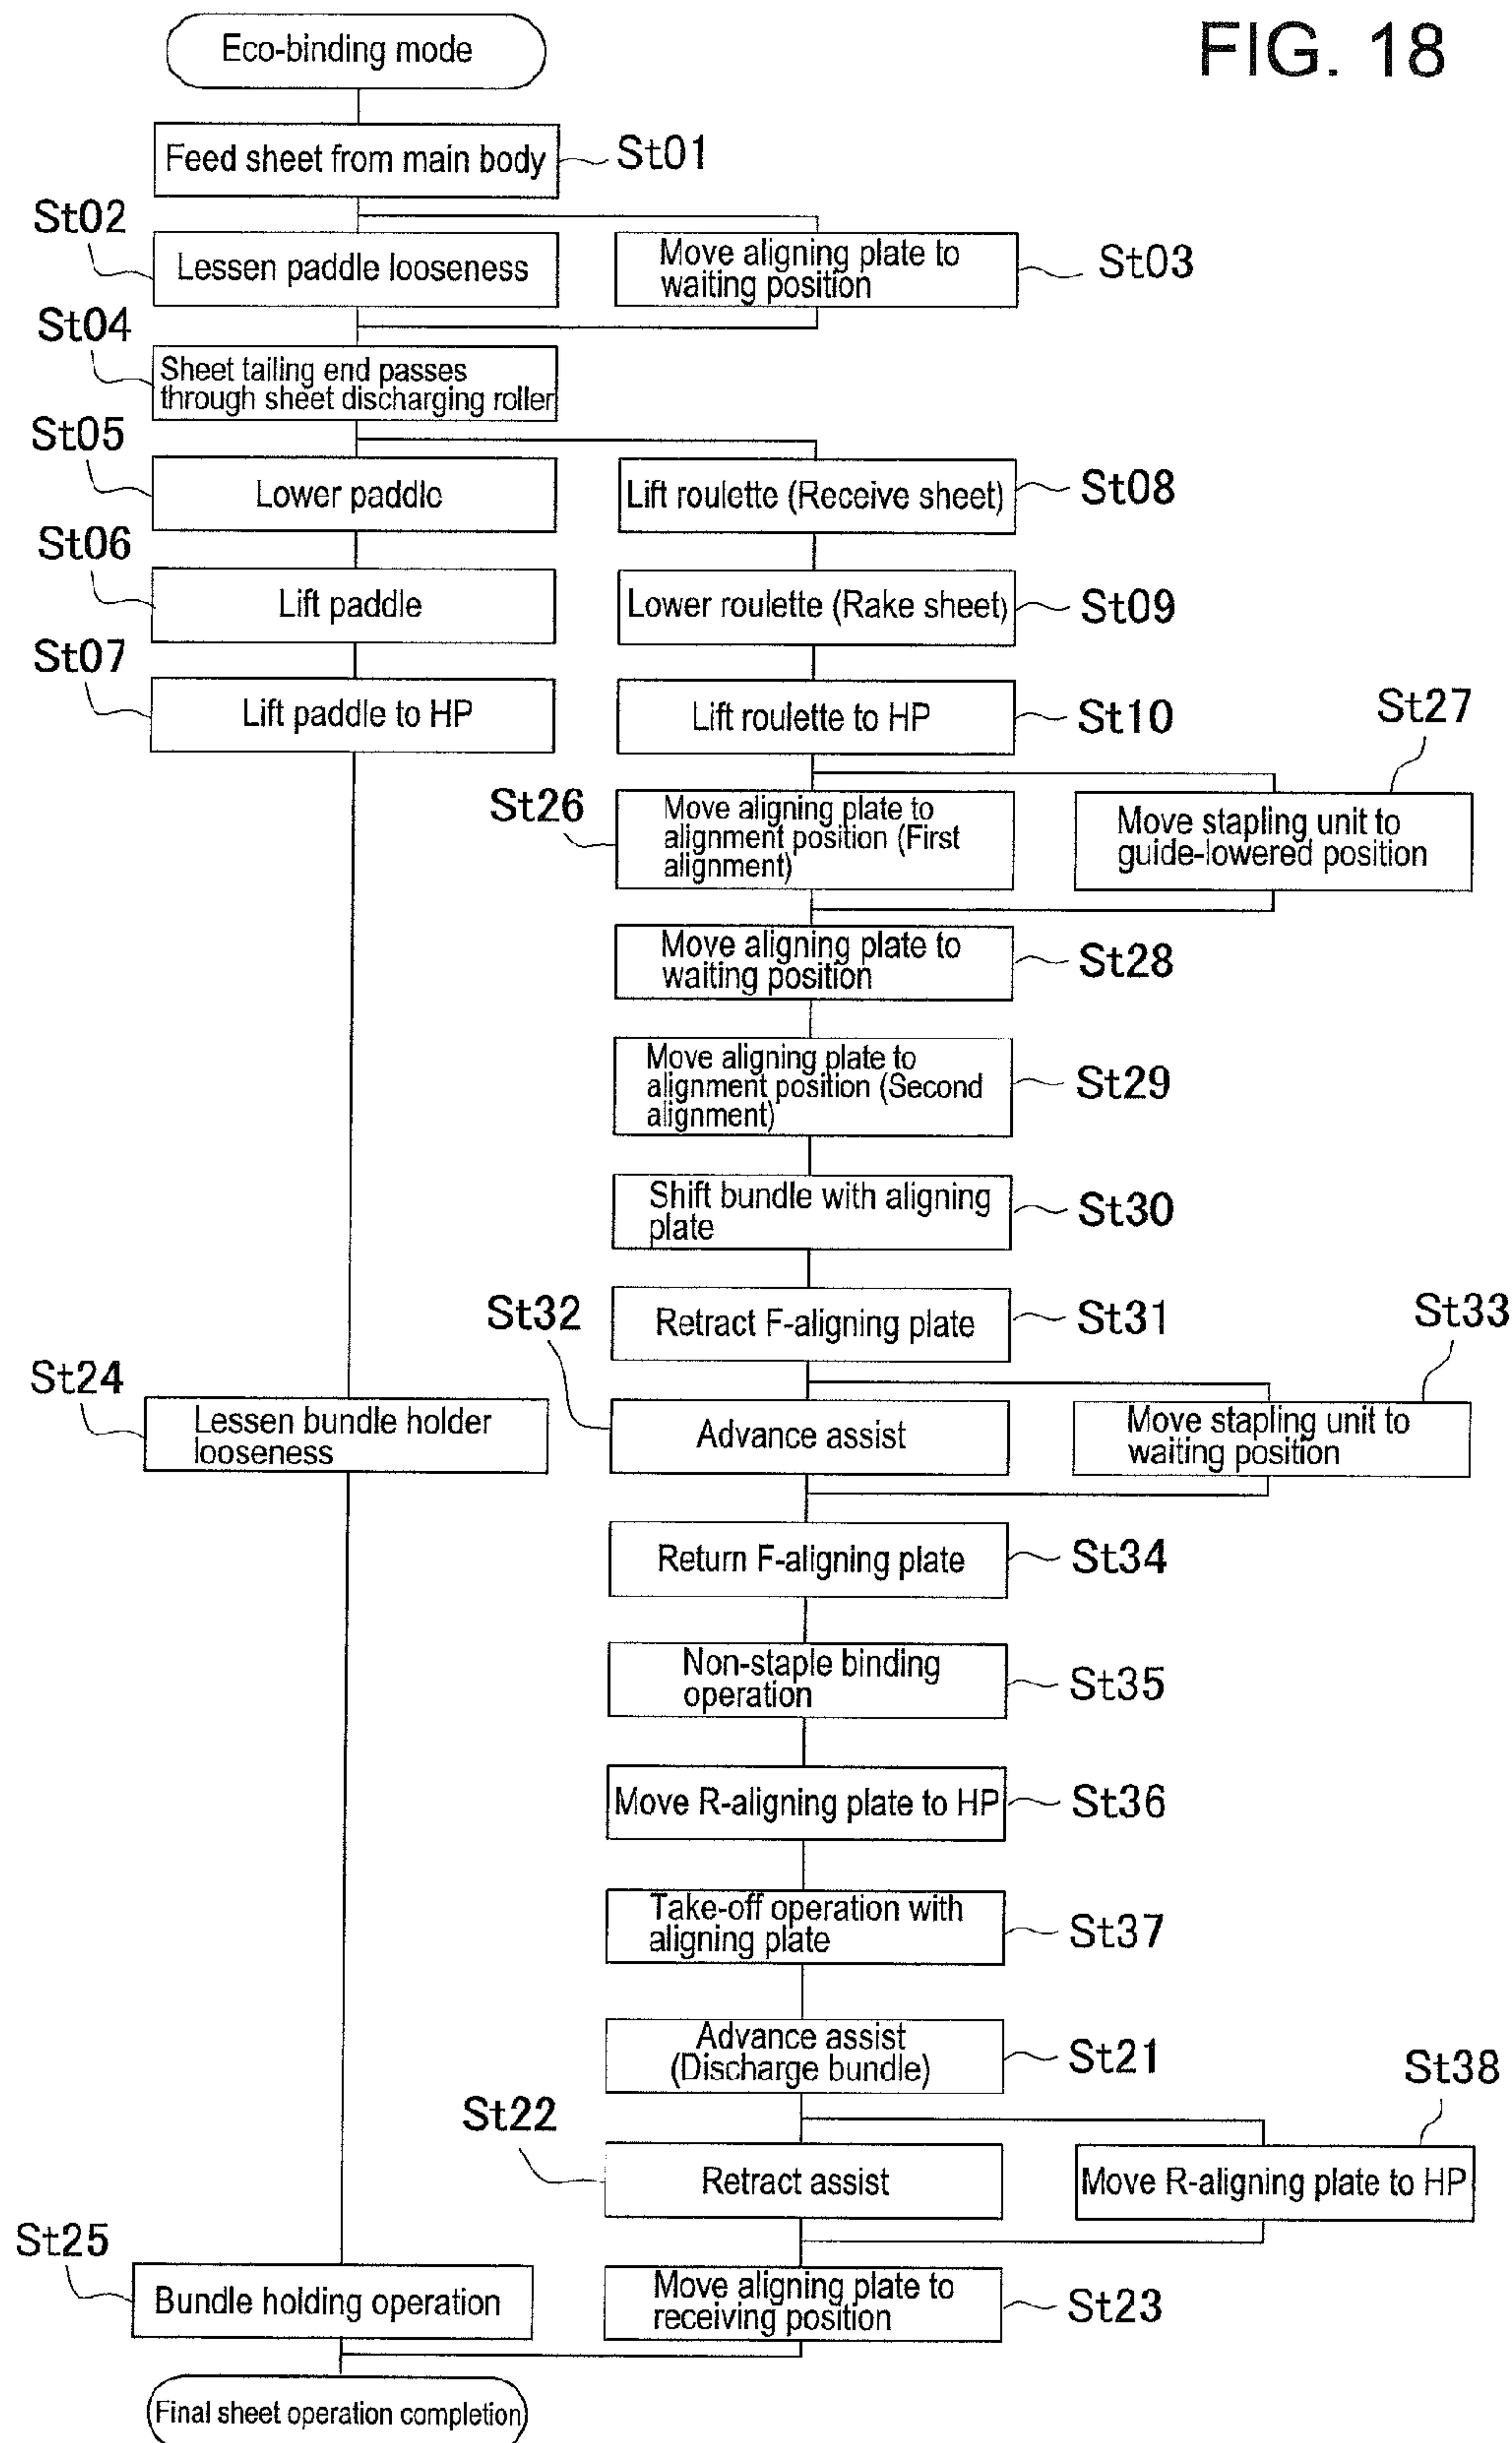 FIG. 18
Eco-binding mode
Feed sheet from main body
St01
St02
Lessen paddle looseness
Move aligning plate to
waiting position
St03
St04
Sheet tailing end passes
through sheet discharging roller
St05
Lower paddle
Lift roulette (Receive sheet)
St08
St06
Lift paddle
Lower roulette (Rake sheet)
St09
St07
Lift paddle to HP
Lift roulette to HP
St10
St27
St26
Move aligning plate to
alignment position (First
alignment)
Move stapling unit to
guide-lowered position
Move aligning plate to
waiting position
St28
Move aligning plate to
alignment position (Second
alignment)
St29
Shift bundle with aligning
plate
St30
Retract F-aligning plate
St31
St32
St33
St24
Lessen bundle holder
looseness
Advance assist
Move stapling unit to
waiting position
Return F-aligning plate
St34
Non-staple binding
operation
St35
Move R-aligning plate to HP
St36
Take-off operation with
aligning plate
St37
Advance assist
(Discharge bundle)
St21
St38
St22
Retract assist
Move R-aligning plate to HP
St25
Bundle holding operation
Move aligning plate to
receiving position
St23
Final sheet operation completion